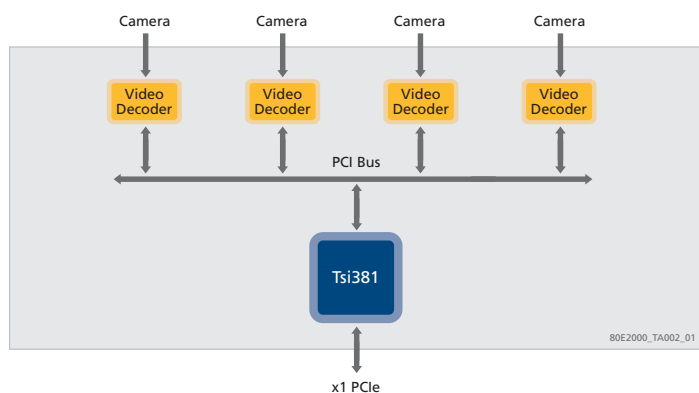 Camera Camera Camera Camera
Video Decoder Video Decoder Video Decoder Video Decoder
PCI Bus
Tsi381
80E2000_TA002_01
x1 PCIe